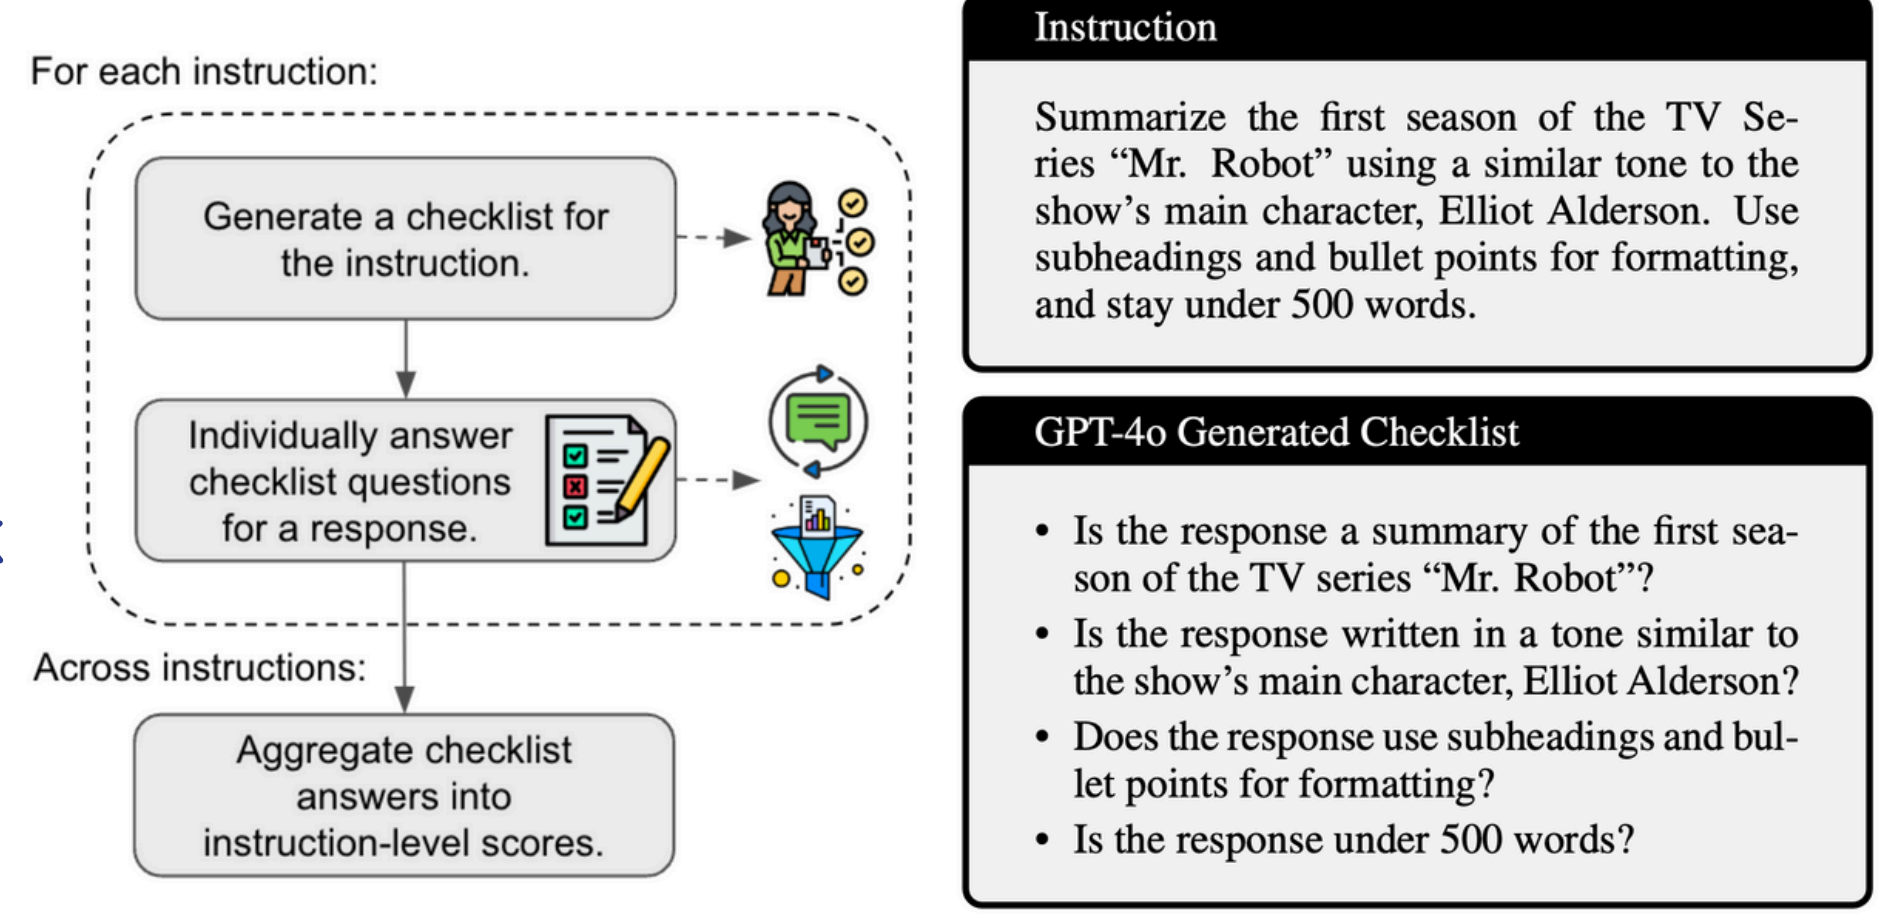 For each instruction:
Generate a checklist for
the instruction.
Individually answer
checklist questions
for a response.
Across instructions:
Aggregate checklist
answers into
instruction-level scores.
Instruction
Summarize the first season of the TV Se-
ries “Mr. Robot” using a similar tone to the
show’s main character, Elliot Alderson. Use
subheadings and bullet points for formatting,
and stay under 500 words.
GPT-4o Generated Checklist
• Is the response a summary of the first sea-
son of the TV series “Mr. Robot”?
• Is the response written in a tone similar to
the show’s main character, Elliot Alderson?
• Does the response use subheadings and bul-
let points for formatting?
• Is the response under 500 words?